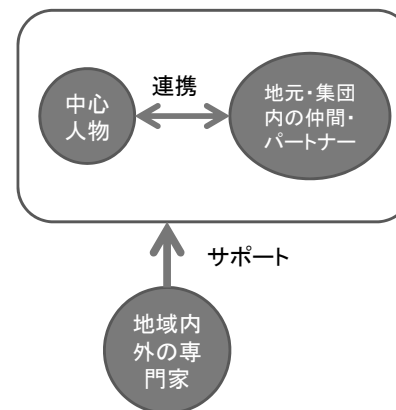 連携
中心
人物
地元・集団
内の仲間・
パートナー
サポート
地域内
外の専
門家